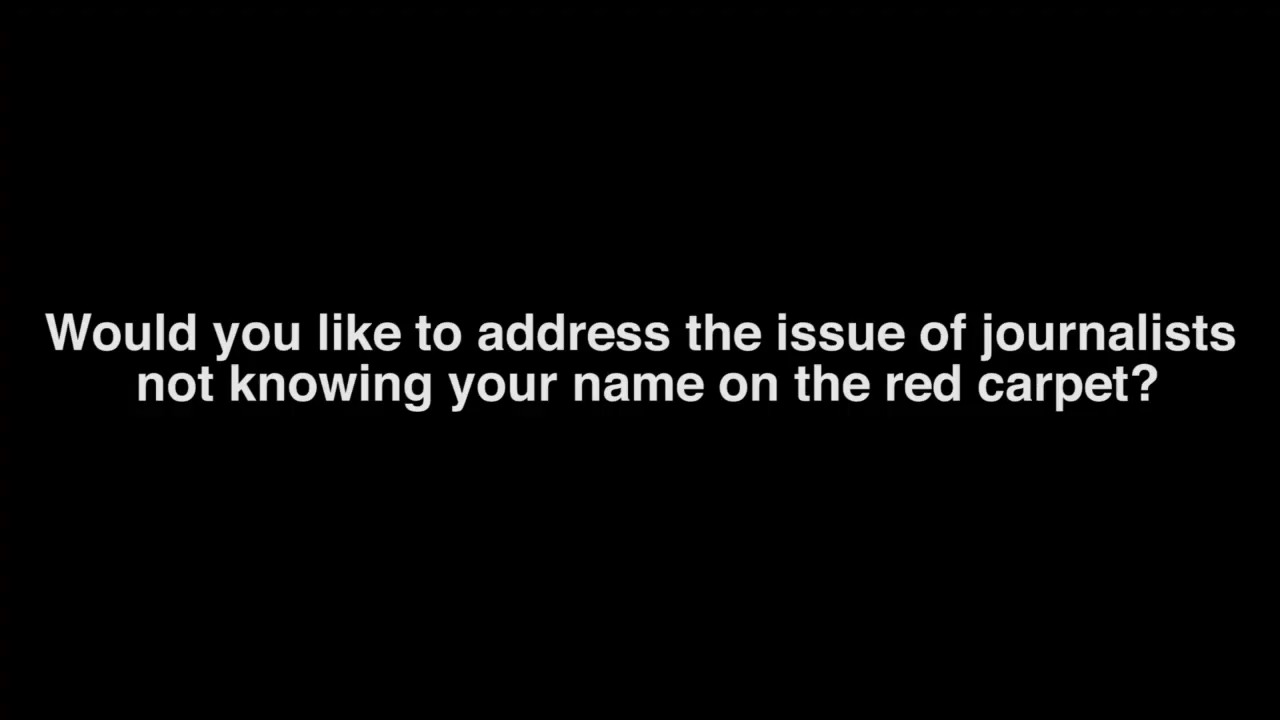 Would you like to address the issue of journalists
not knowing your name on the red carpet?